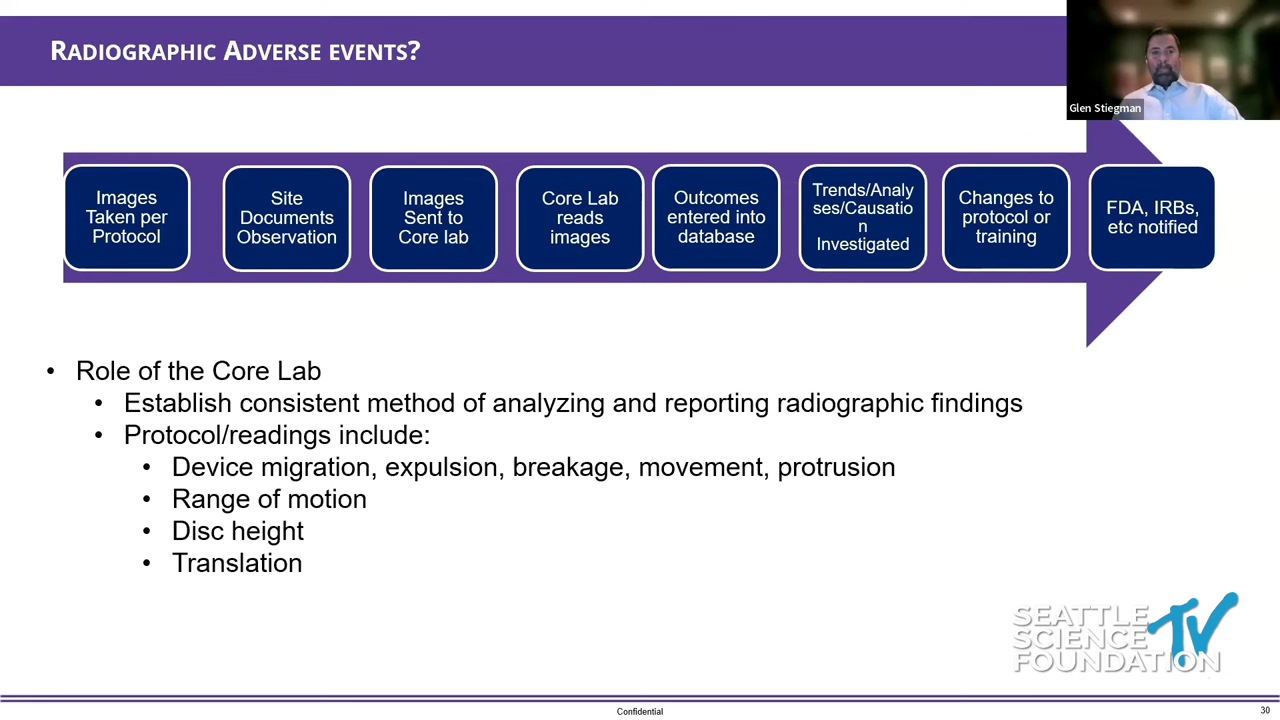 RADIOGRAPHIC ADVERSE EVENTS?
Glen Stiegman
Images
Taken per
Protocol
Site
Documents
Observation
Images
Sent to
Core lab
Core Lab
reads
images
Outcomes
entered into
database
Trends/Analy
ses/Causatio
n
Investigated
Changes to
protocol or
training
FDA, IRBs,
etc notified
• Role of the Core Lab
• Establish consistent method of analyzing and reporting radiographic findings
• Protocol/readings include:
• Device migration, expulsion, breakage, movement, protrusion
• Range of motion
• Disc height
• Translation
SEATTLE
SCIENCE
FOUNDATION
TV
Confidential
30